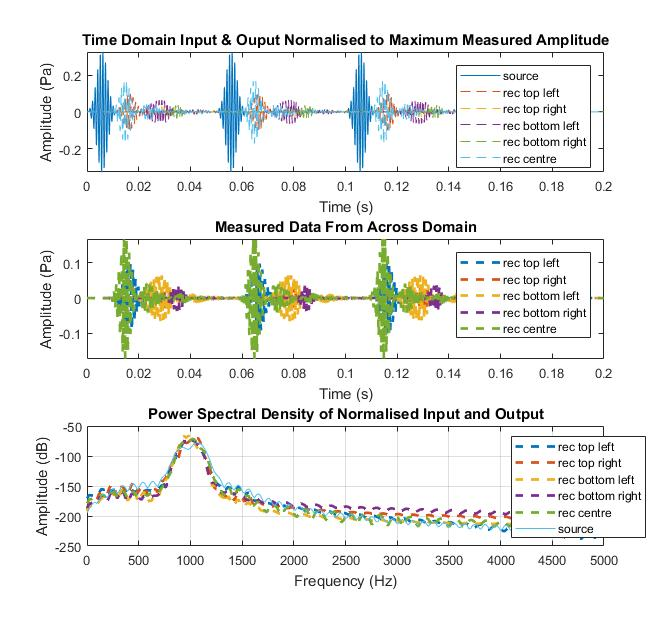 Time Domain Input & Ouput Normalised to Maximum Measured Amplitude
Amplitude (Pa)
0.2
0
-0.2
source
rec top left
rec top right
rec bottom left
rec bottom right
rec centre
0 0.02 0.04 0.06 0.08 0.1 0.12 0.14 0.16 0.18 0.2
Time (s)
Measured Data From Across Domain
Amplitude (Pa)
0.1
0
-0.1
rec top left
rec top right
rec bottom left
rec bottom right
rec centre
0 0.02 0.04 0.06 0.08 0.1 0.12 0.14 0.16 0.18 0.2
Time (s)
Power Spectral Density of Normalised Input and Output
Amplitude (dB)
-50
-100
-150
-200
-250
rec top left
rec top right
rec bottom left
rec bottom right
rec centre
source
0 500 1000 1500 2000 2500 3000 3500 4000 4500 5000
Frequency (Hz)